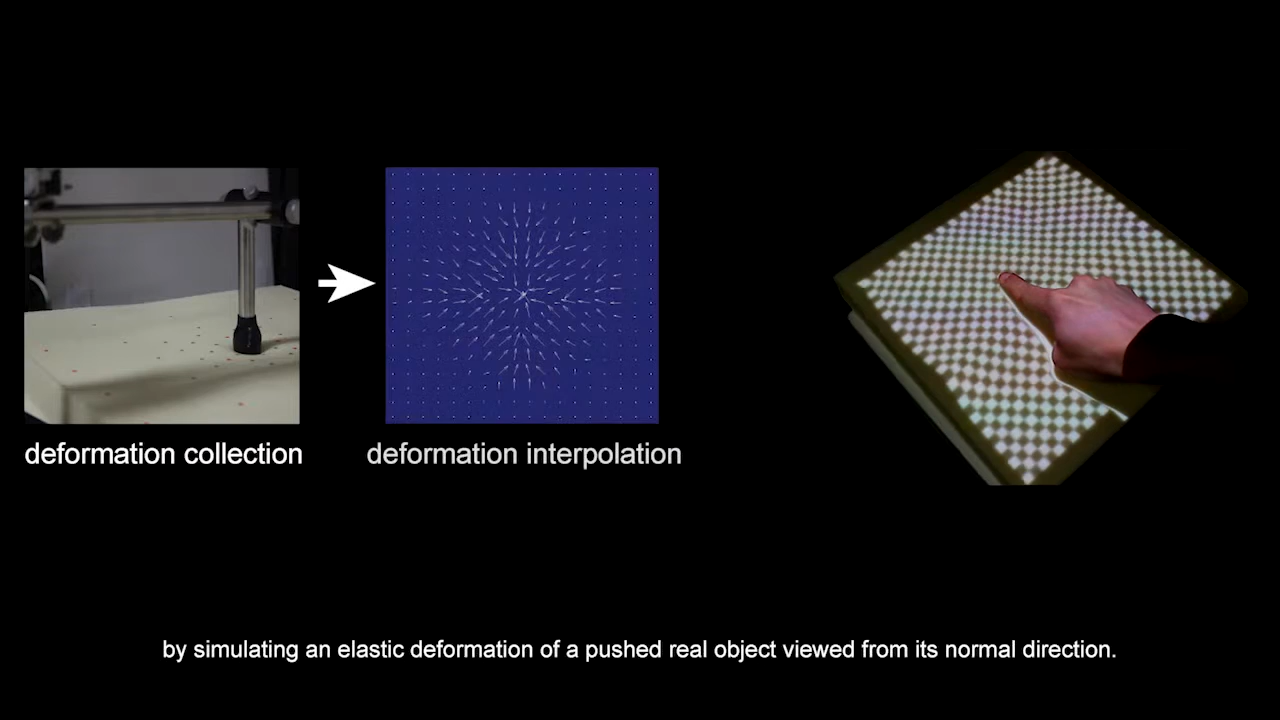 deformation collection
deformation interpolation
by simulating an elastic deformation of a pushed real object viewed from its normal direction.